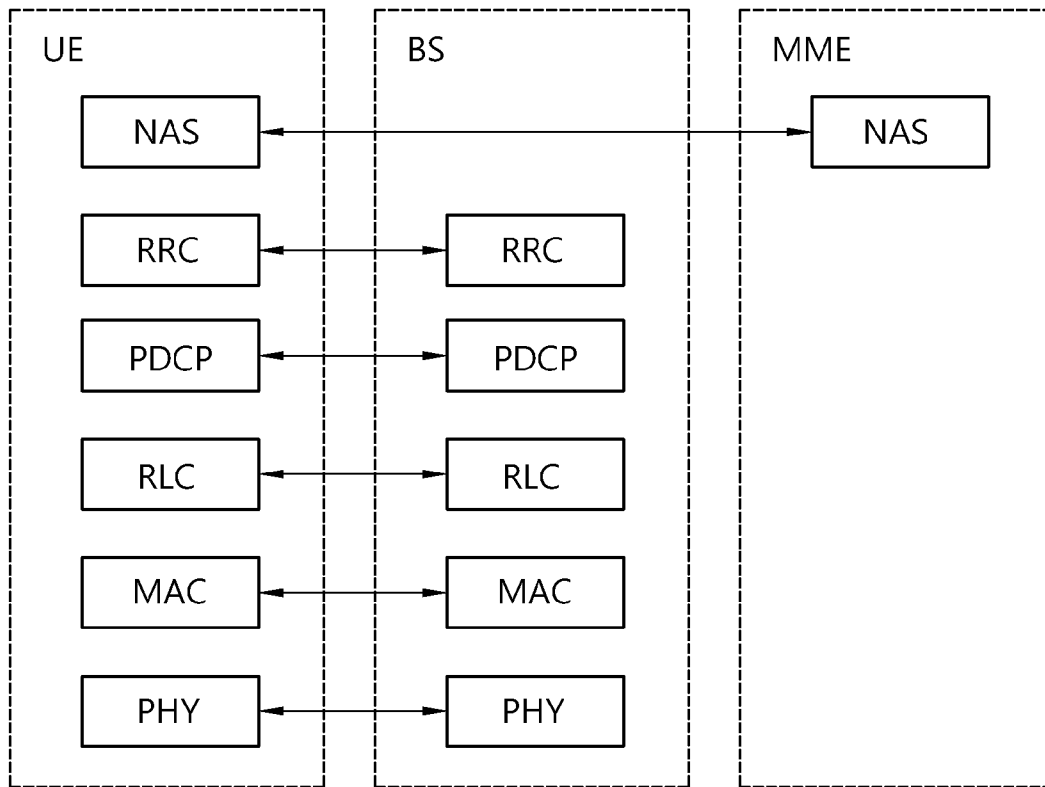 UE BS MME
NAS NAS
RRC RRC
PDCP PDCP
RLC RLC
MAC MAC
PHY PHY